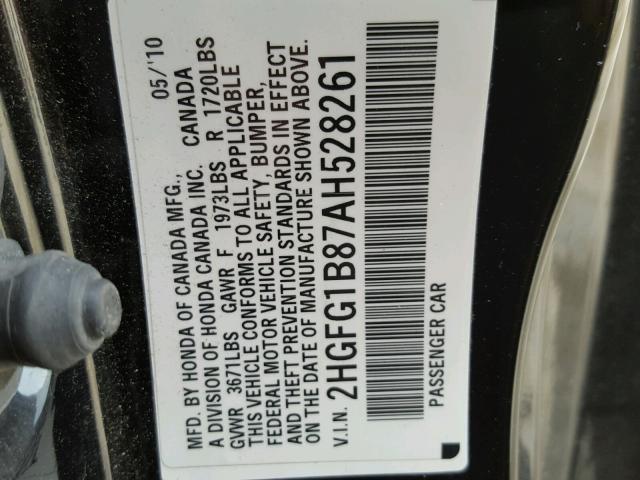 MFD. BY HONDA OF CANADA MFG., 05/'10
A DIVISION OF HONDA CANADA INC. CANADA
GVWR 3671LBS GAWR F 1973LBS R 1720LBS
THIS VEHICLE CONFORMS TO ALL APPLICABLE
FEDERAL MOTOR VEHICLE SAFETY, BUMPER,
AND THEFT PREVENTION STANDARDS IN EFFECT
ON THE DATE OF MANUFACTURE SHOWN ABOVE.
V.I.N. 2HGFG1B87AH528261
PASSENGER CAR